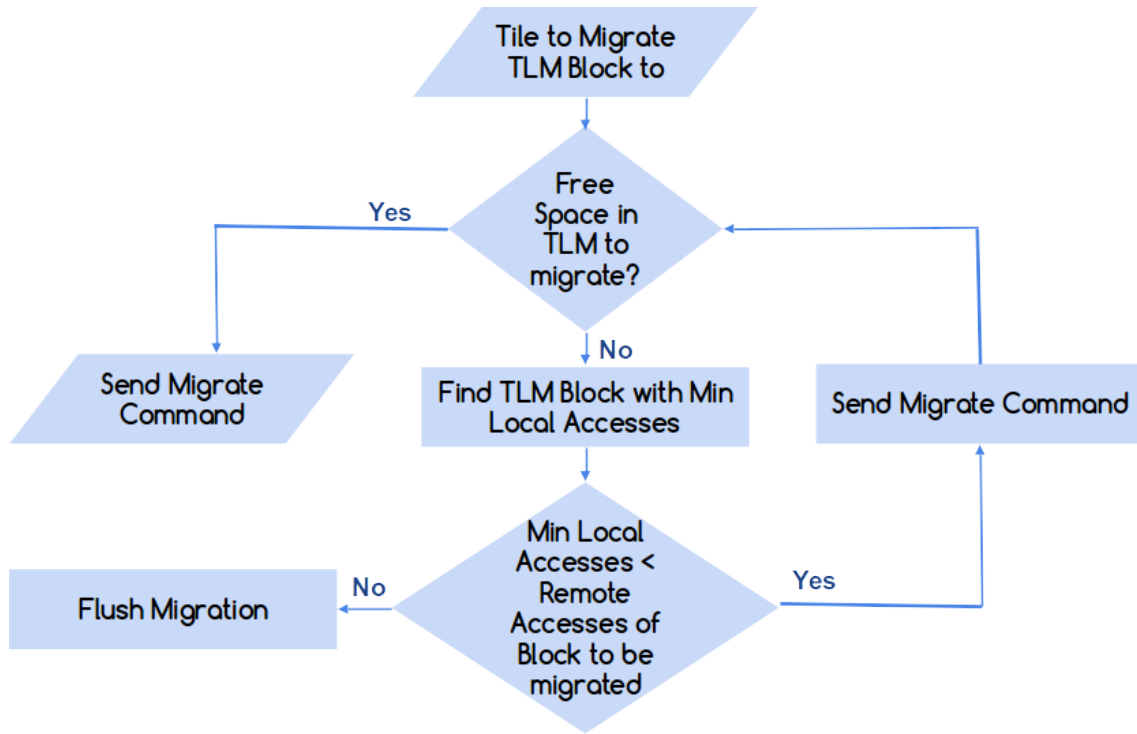 Tile to Migrate
TLM Block to
Free
Space in
TLM to
migrate?
Yes
No
Send Migrate
Command
Find TLM Block with Min
Local Accesses
Send Migrate Command
Min Local
Accesses <
Remote
Accesses of
Block to be
migrated
No
Yes
Flush Migration